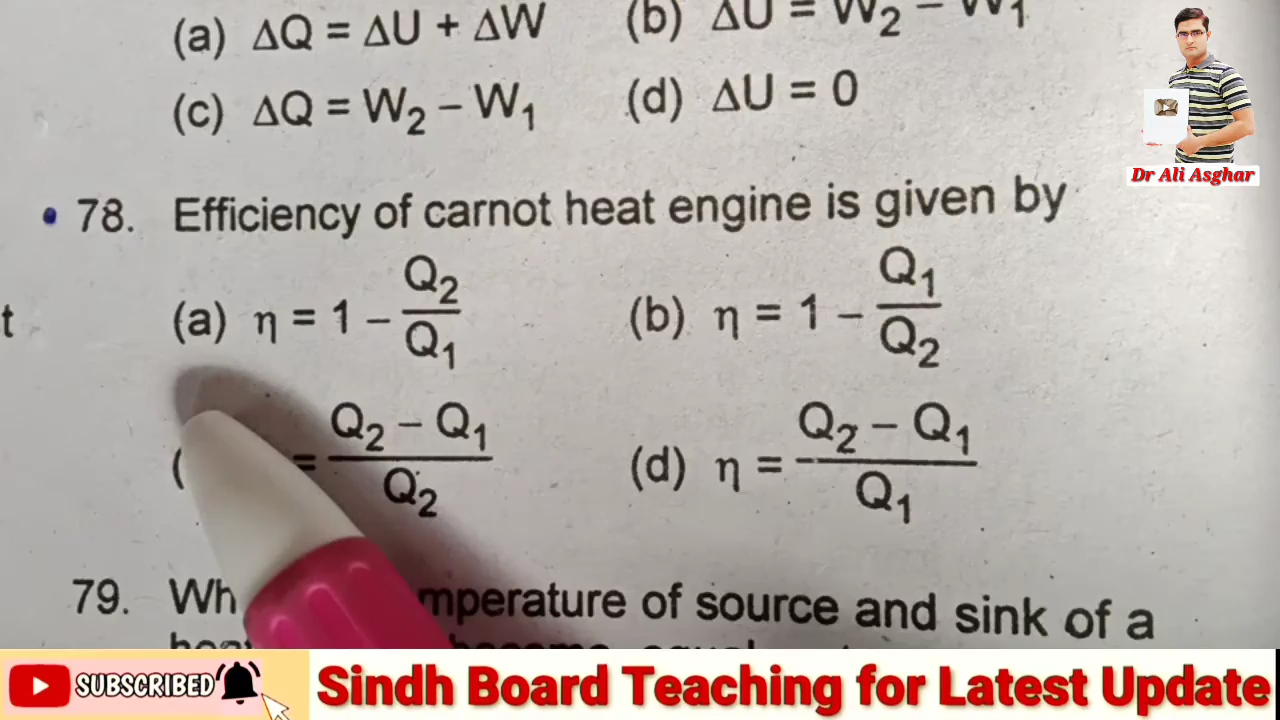 (a) ΔQ = ΔU + ΔW (b) ΔU = W₂ – W₁
(c) ΔQ = W₂ – W₁ (d) ΔU = 0
Dr Ali Asghar
• 78. Efficiency of carnot heat engine is given by
t (a) η = 1 – Q₂/Q₁ (b) η = 1 – Q₁/Q₂
( = Q₂ – Q₁/Q₂ (d) η = Q₂ – Q₁/Q₁
79. Wh mperature of source and sink of a
SUBSCRIBED Sindh Board Teaching for Latest Update